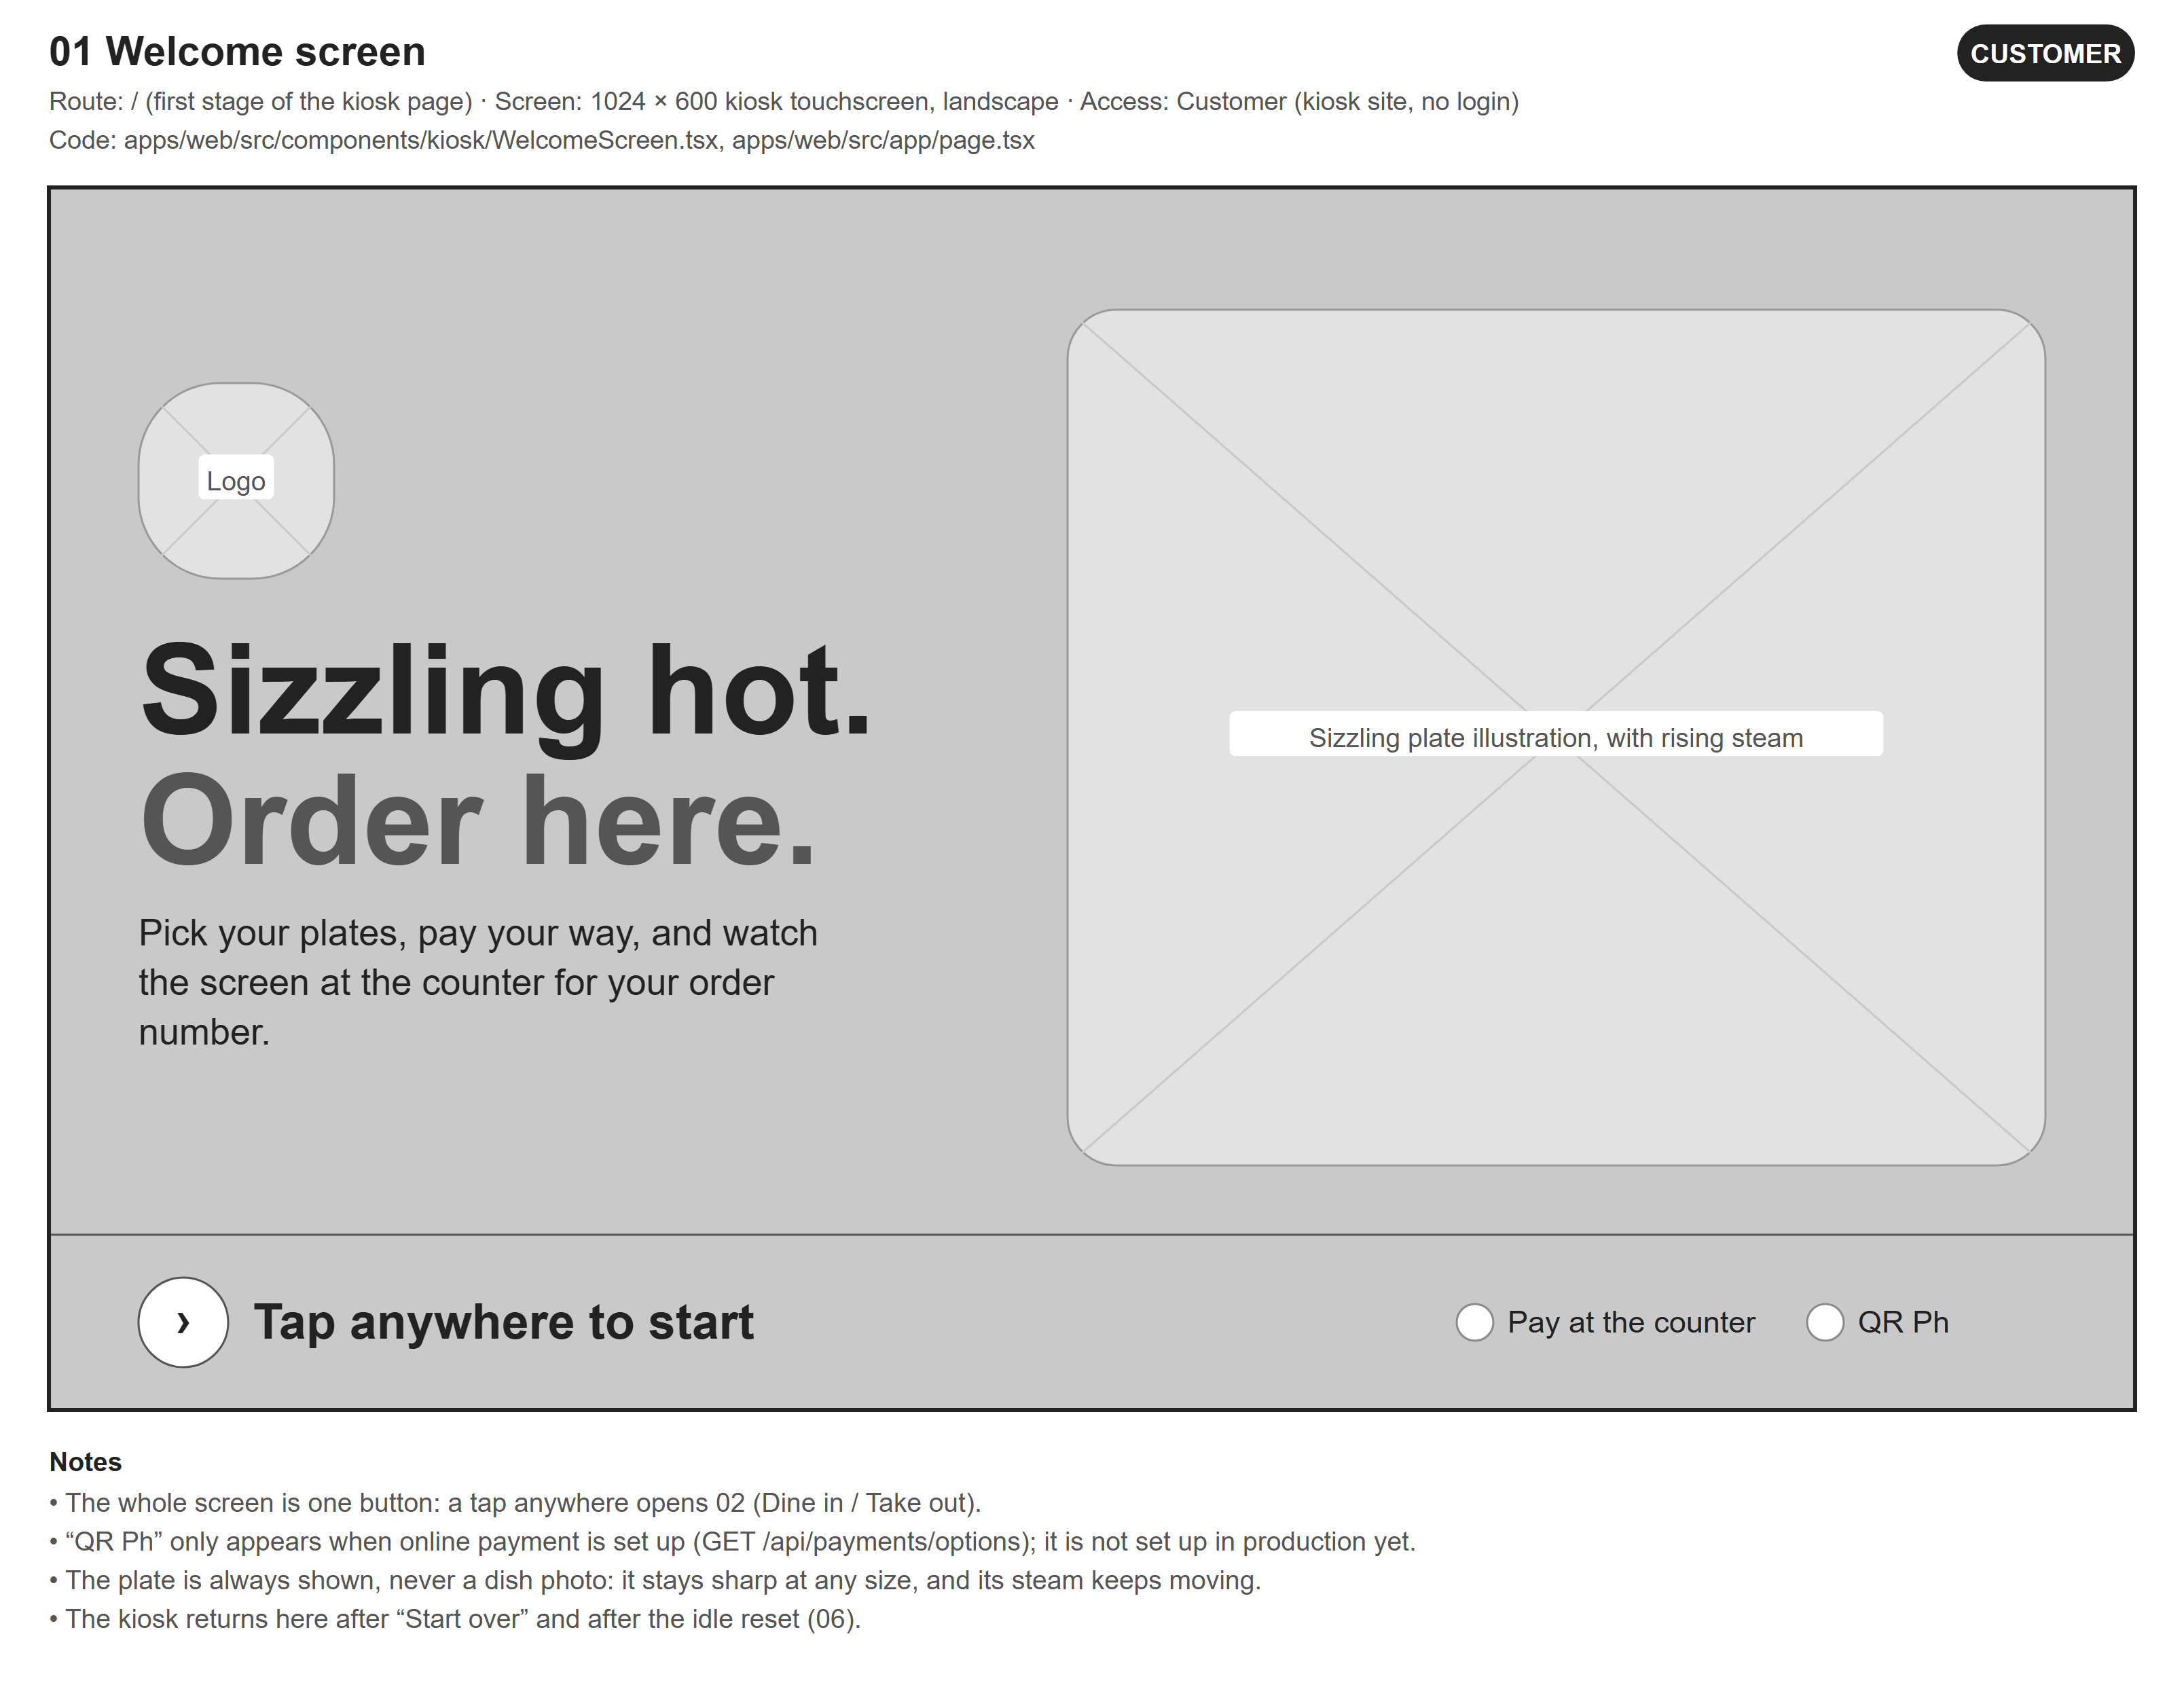 01 Welcome screen
CUSTOMER
Route: / (first stage of the kiosk page) · Screen: 1024 × 600 kiosk touchscreen, landscape · Access: Customer (kiosk site, no login)
Code: apps/web/src/components/kiosk/WelcomeScreen.tsx, apps/web/src/app/page.tsx
Logo
Sizzling hot.
Order here.
Pick your plates, pay your way, and watch
the screen at the counter for your order
number.
Sizzling plate illustration, with rising steam
› Tap anywhere to start
Pay at the counter
QR Ph
Notes
• The whole screen is one button: a tap anywhere opens 02 (Dine in / Take out).
• “QR Ph” only appears when online payment is set up (GET /api/payments/options); it is not set up in production yet.
• The plate is always shown, never a dish photo: it stays sharp at any size, and its steam keeps moving.
• The kiosk returns here after “Start over” and after the idle reset (06).